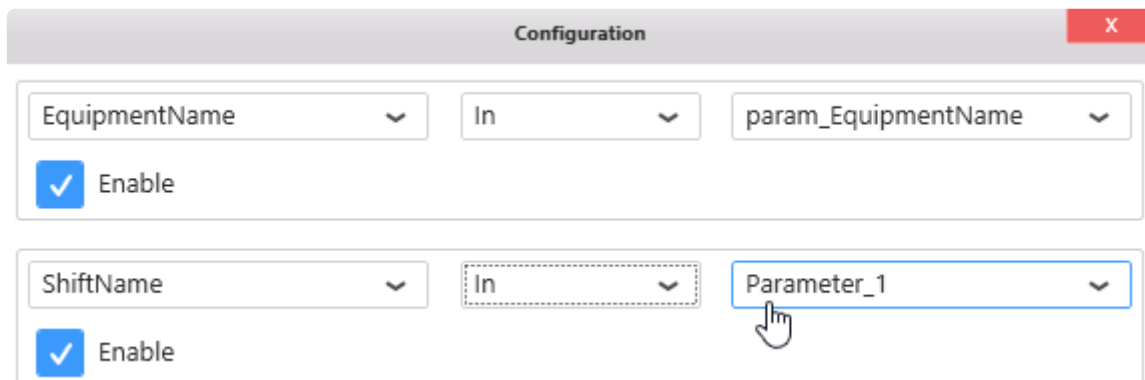 Configuration
X
EquipmentName In param_EquipmentName
Enable
ShiftName In Parameter_1
Enable